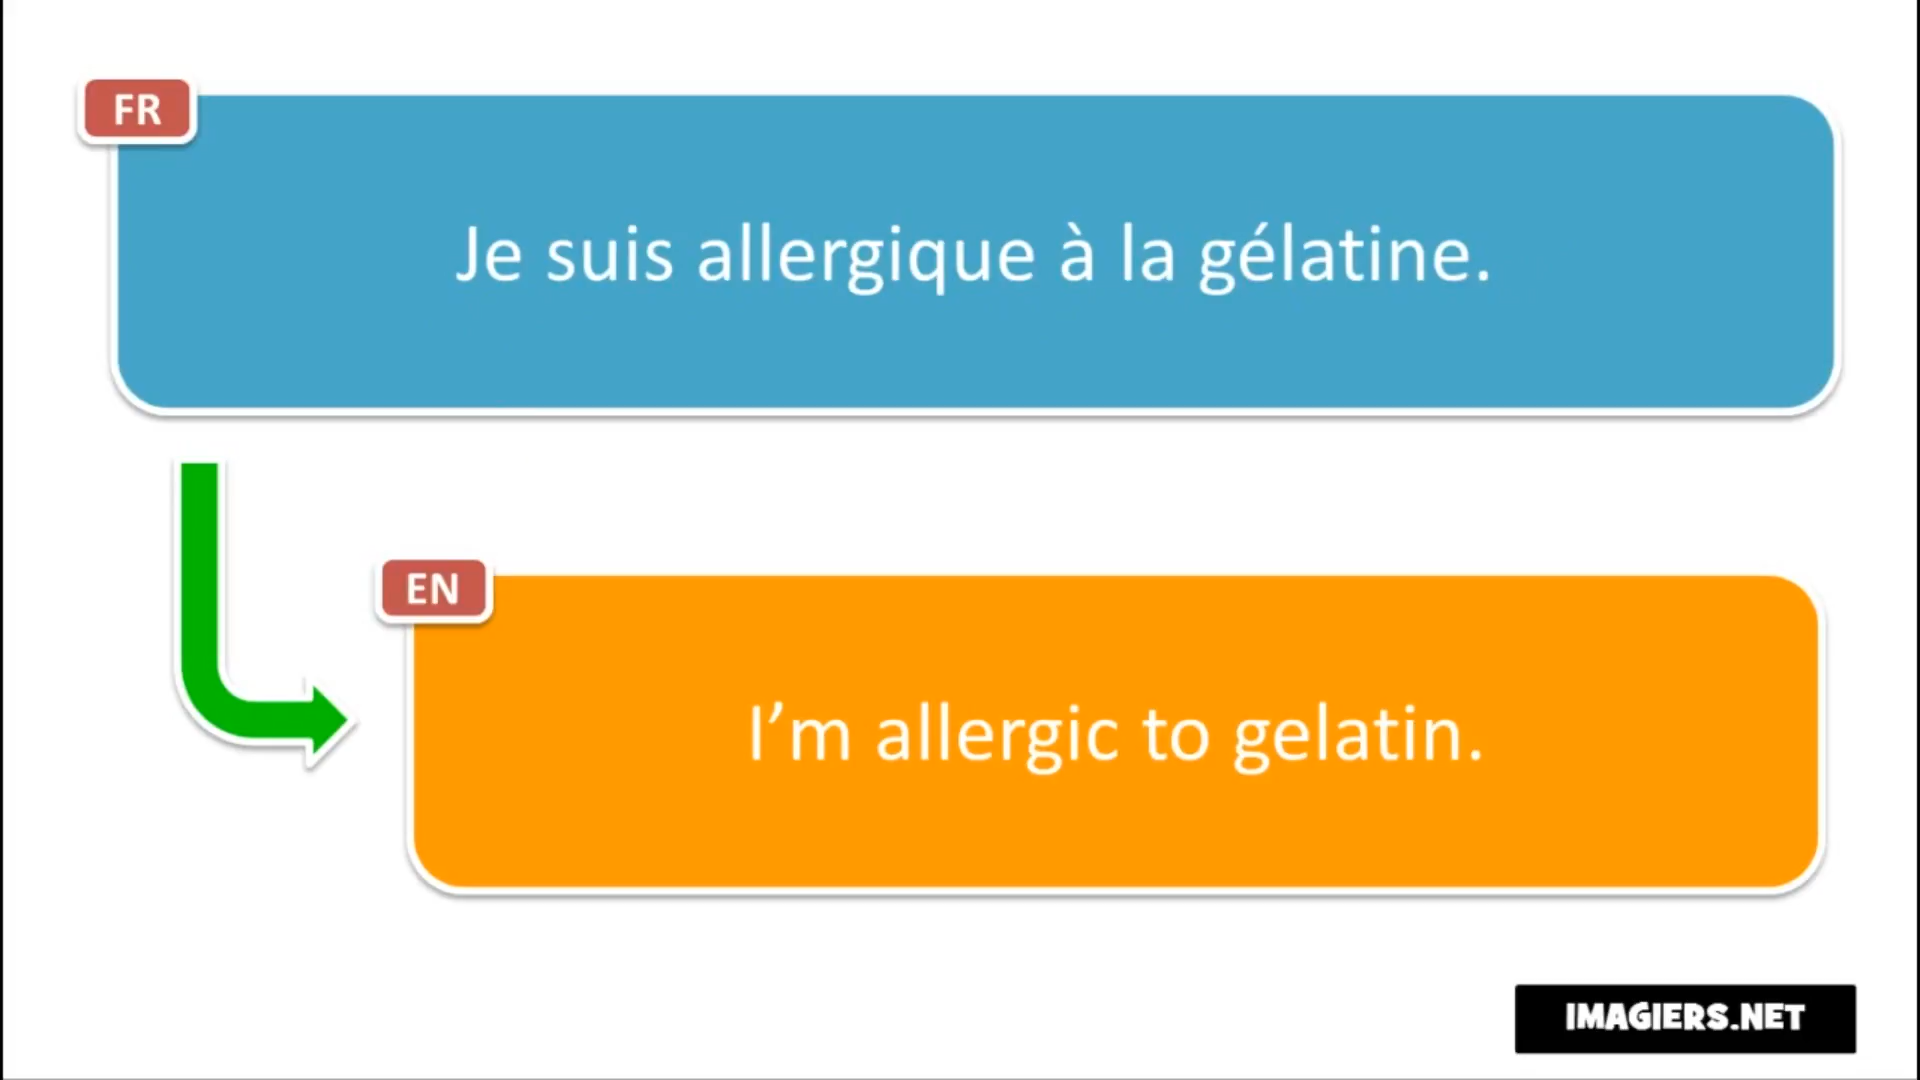 FR
Je suis allergique à la gélatine.
EN
I’m allergic to gelatin.
IMAGIERS.NET